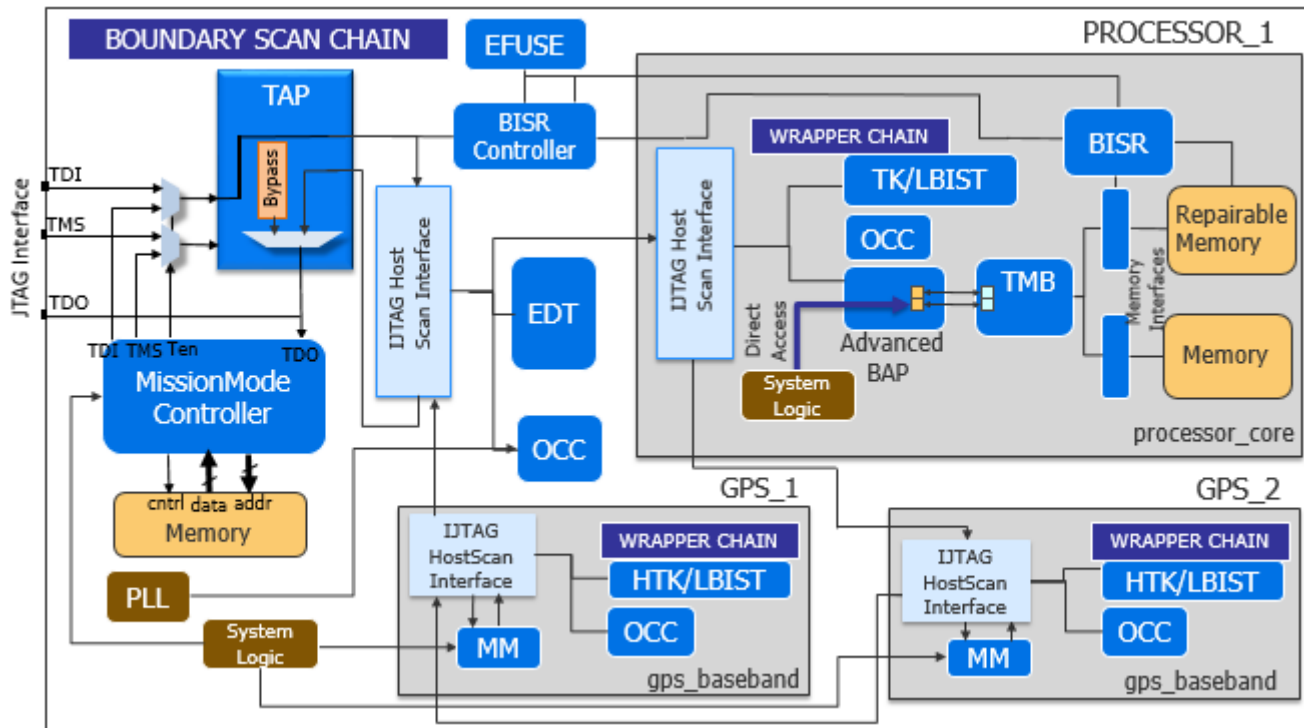 BOUNDARY SCAN CHAIN
EFUSE
PROCESSOR_1
TAP
BISR
Controller
BISR
WRAPPER CHAIN
TK/LBIST
Bypass
JTAG Interface
TDI
TMS
TDO
IJTAG Host
Scan Interface
IJTAG Host
Scan Interface
OCC
Repairable
Memory
EDT
TMB
Memory
Interfaces
Direct
Access
Advanced
BAP
Memory
System
Logic
processor_core
TDI
TMS
Ten
TDO
MissionMode
Controller
OCC
cntrl
data
addr
Memory
GPS_1
GPS_2
IJTAG
HostScan
Interface
WRAPPER CHAIN
HTK/LBIST
OCC
MM
gps_baseband
IJTAG
HostScan
Interface
WRAPPER CHAIN
HTK/LBIST
OCC
MM
gps_baseband
PLL
System
Logic